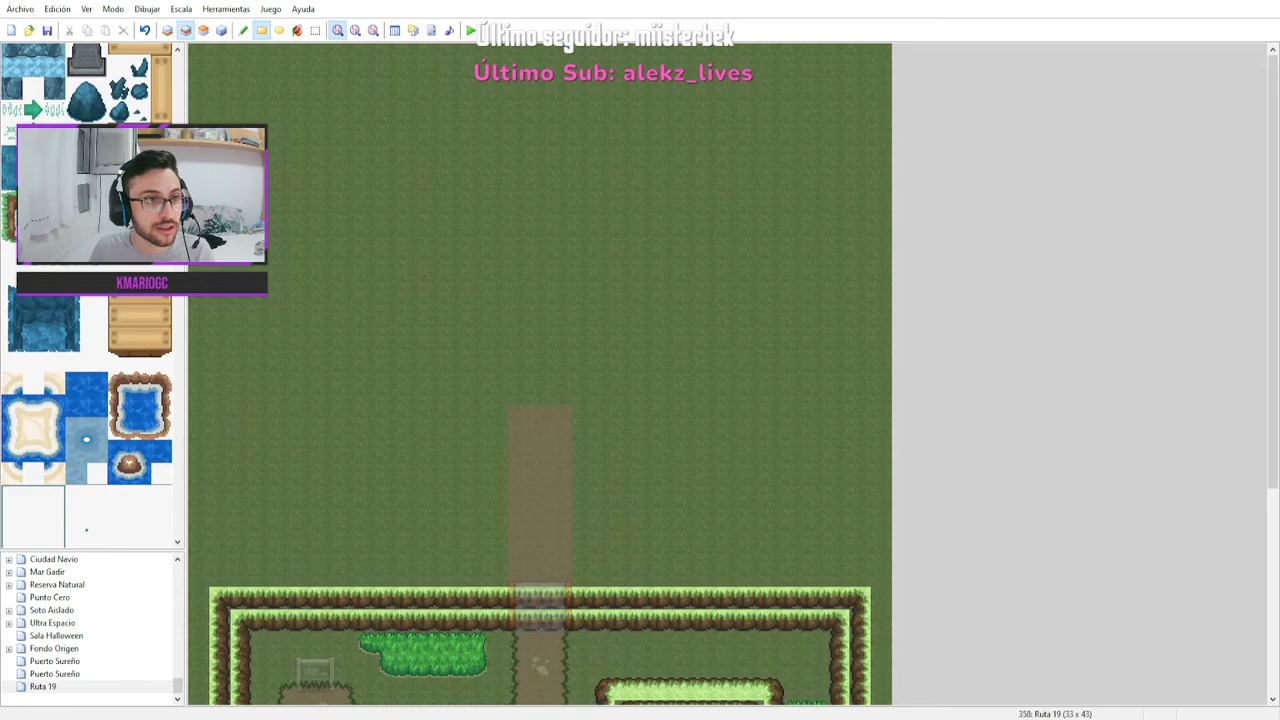 Archivo Edición Ver Modo Dibujar Escala Herramientas Juego Ayuda
Último seguidor: miisterbek
Último Sub: alekz_lives
KMARIOGC
Ciudad Navio
Mar Gadir
Reserva Natural
Punto Cero
Soto Aislado
Ultra Espacio
Sala Halloween
Fondo Origen
Puerto Sureño
Puerto Sureño
Ruta 19
358: Ruta 19 (33 x 43)